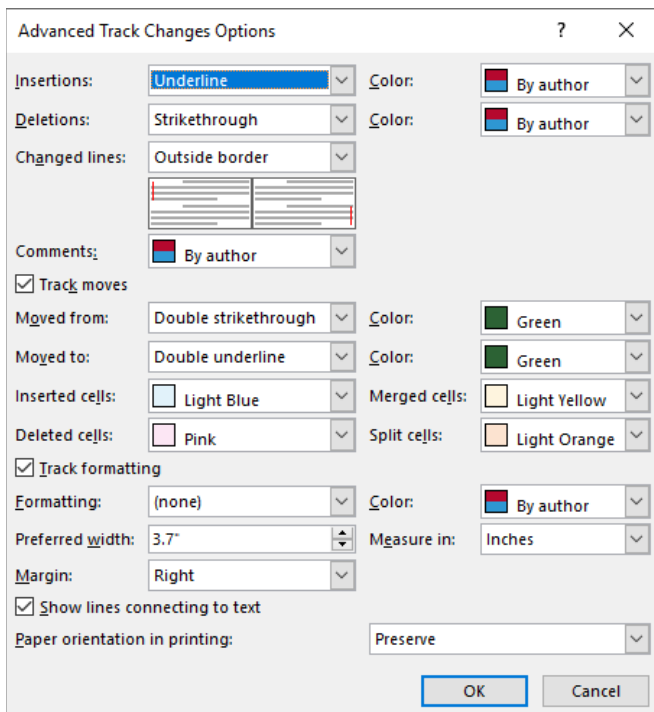 Advanced Track Changes Options ?
Insertions: Underline Color: By author
Deletions: Strikethrough Color: By author
Changed lines: Outside border
Comments: By author
Track moves
Moved from: Double strikethrough Color: Green
Moved to: Double underline Color: Green
Inserted cells: Light Blue Merged cells: Light Yellow
Deleted cells: Pink Split cells: Light Orange
Track formatting
Formatting: (none) Color: By author
Preferred width: 3.7" Measure in: Inches
Margin: Right
Show lines connecting to text
Paper orientation in printing: Preserve
OK Cancel